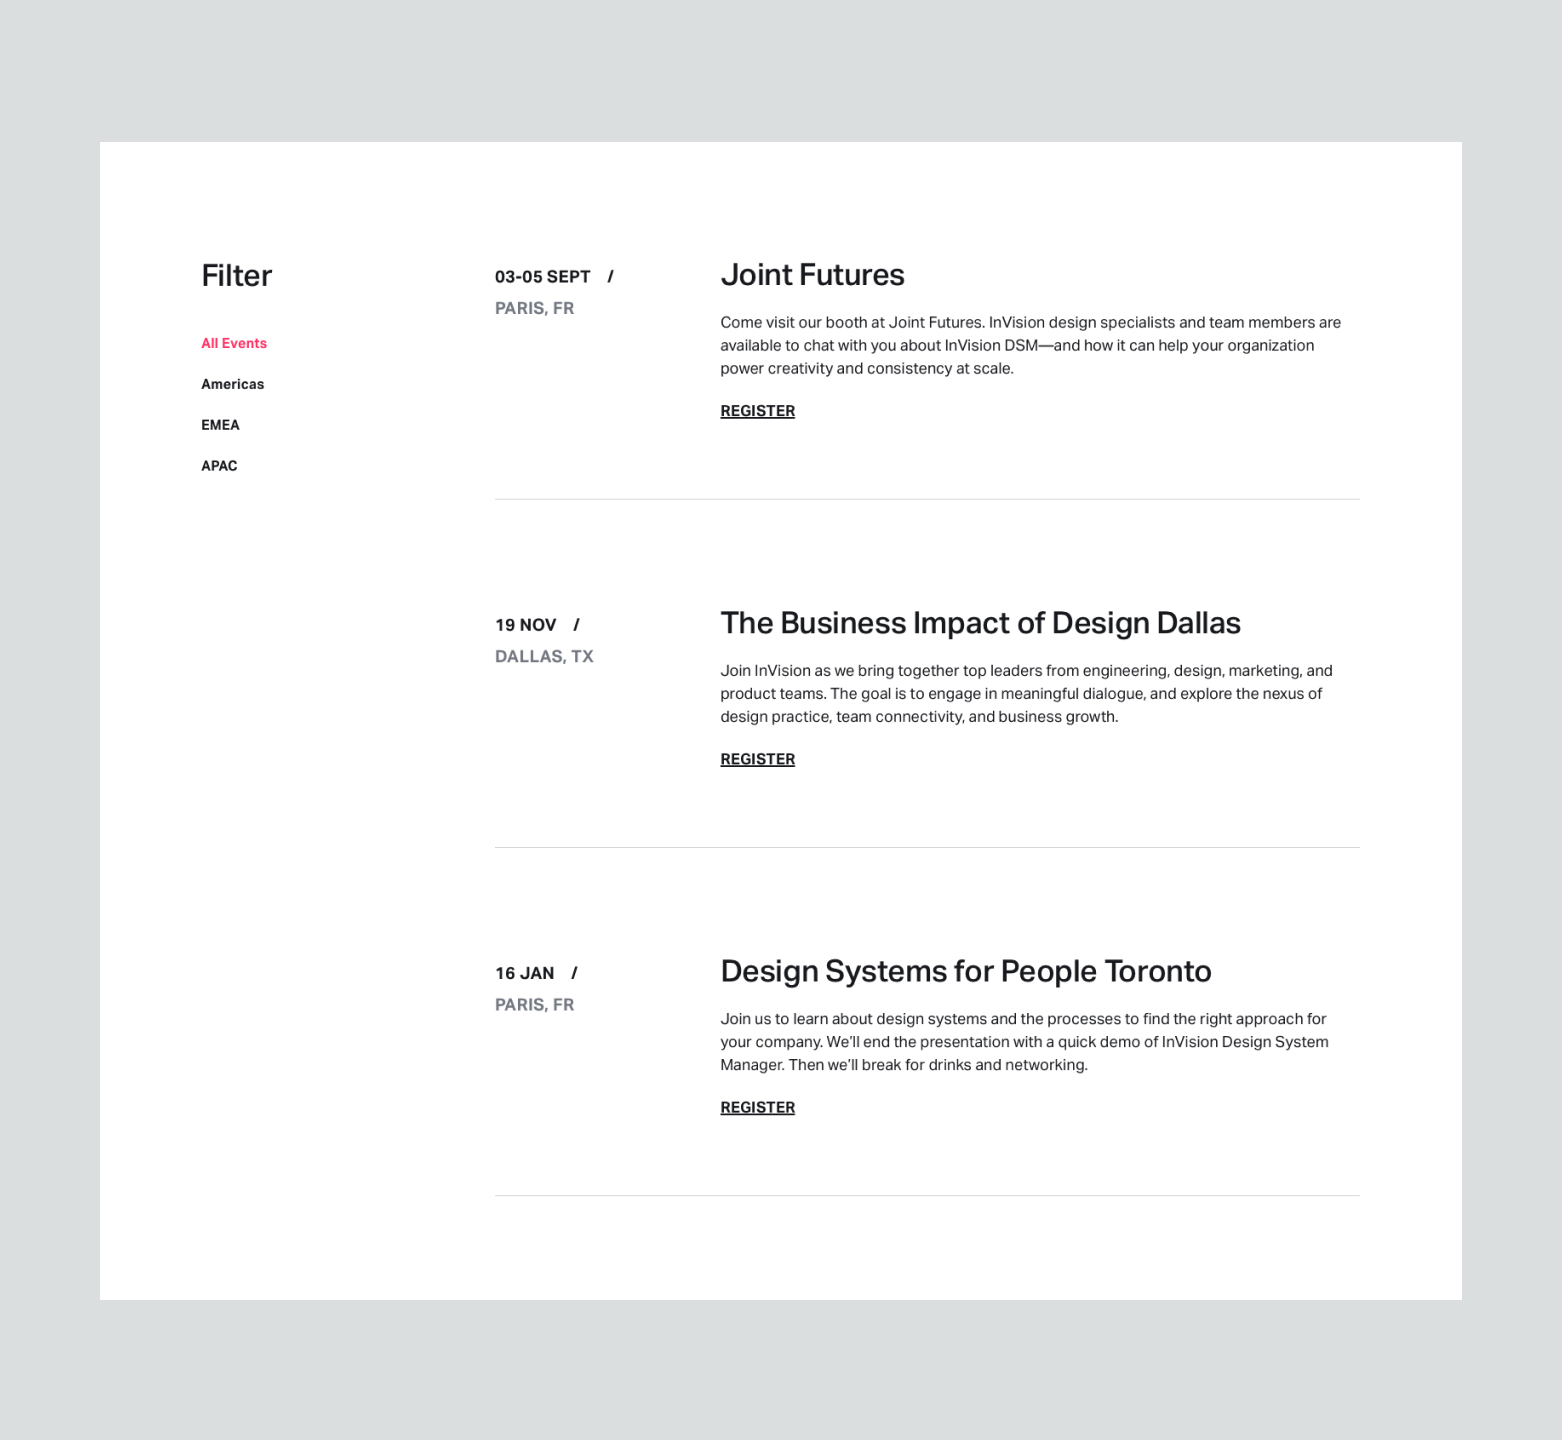 Filter
All Events
Americas
EMEA
APAC
03-05 SEPT /
PARIS, FR
Joint Futures
Come visit our booth at Joint Futures. InVision design specialists and team members are
available to chat with you about InVision DSM—and how it can help your organization
power creativity and consistency at scale.
REGISTER
19 NOV /
DALLAS, TX
The Business Impact of Design Dallas
Join InVision as we bring together top leaders from engineering, design, marketing, and
product teams. The goal is to engage in meaningful dialogue, and explore the nexus of
design practice, team connectivity, and business growth.
REGISTER
16 JAN /
PARIS, FR
Design Systems for People Toronto
Join us to learn about design systems and the processes to find the right approach for
your company. We’ll end the presentation with a quick demo of InVision Design System
Manager. Then we’ll break for drinks and networking.
REGISTER